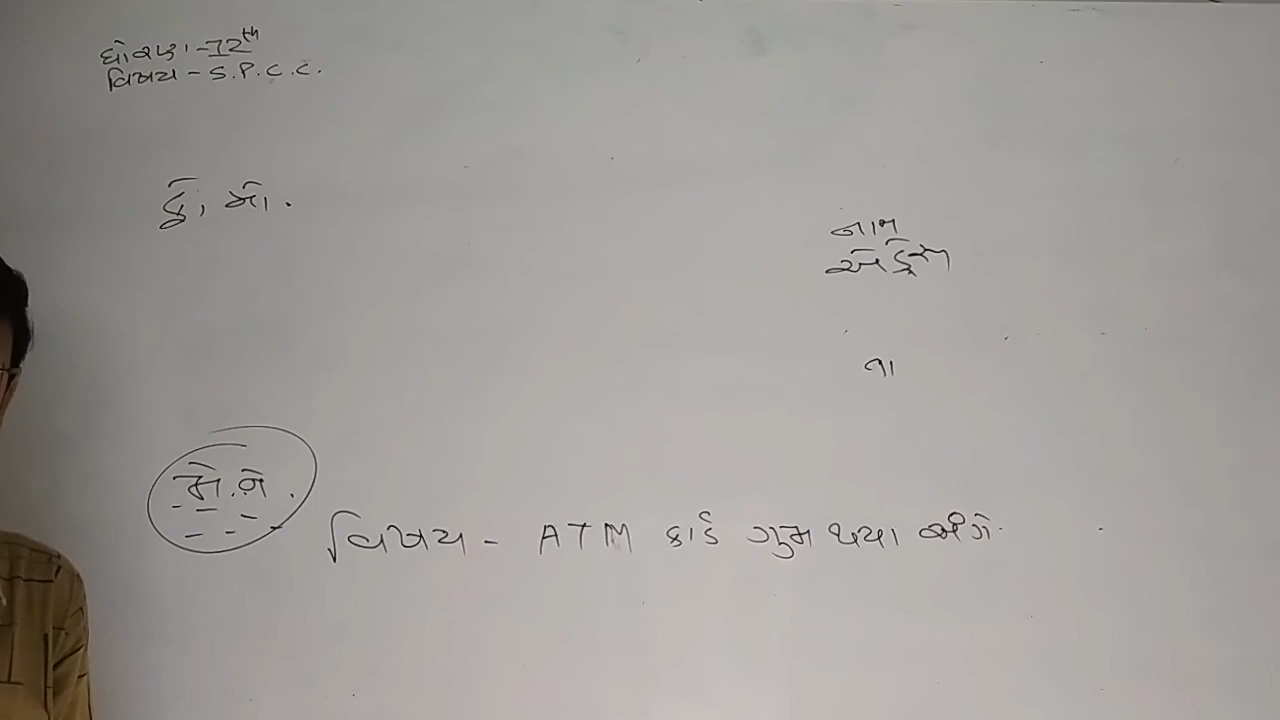 ધોરણ :-12th
વિષય - S.P.C.C.
નામ
એડ્રેસ
તા
વિષય - ATM કાર્ડ ગુમ થયા અંગે.